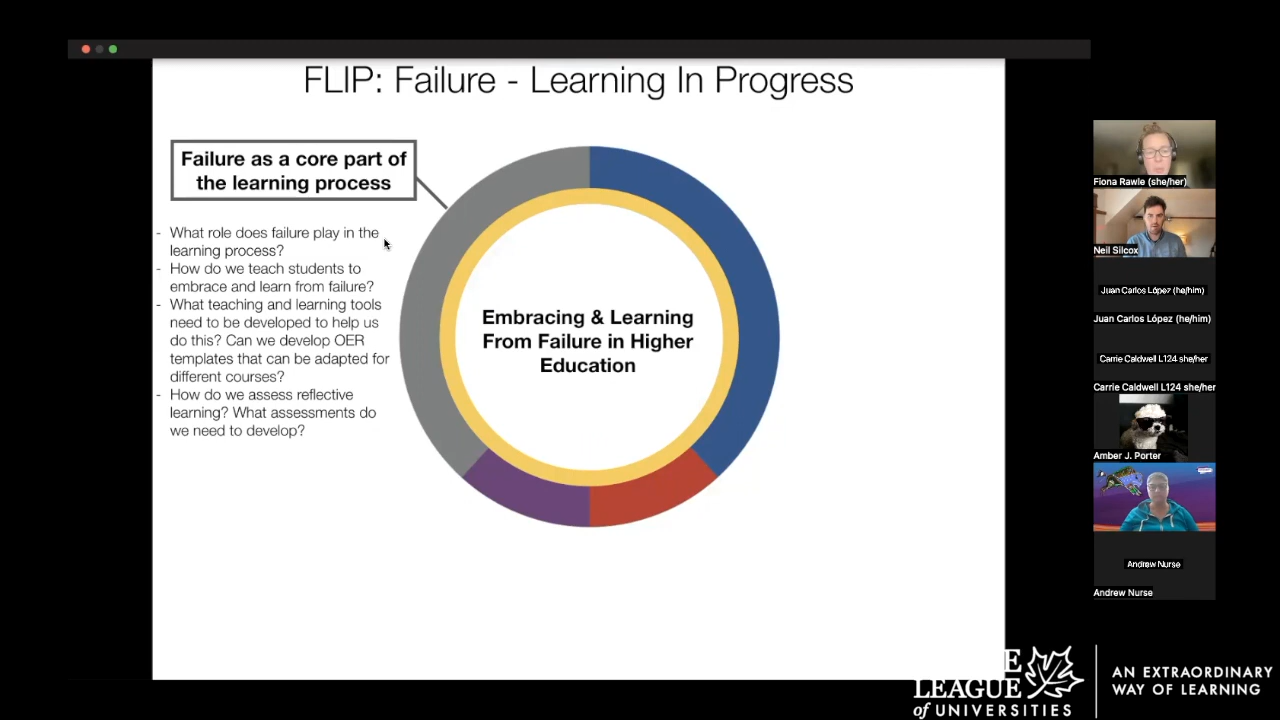 FLIP: Failure - Learning In Progress
Failure as a core part of
the learning process
- What role does failure play in the
learning process?
- How do we teach students to
embrace and learn from failure?
- What teaching and learning tools
need to be developed to help us
do this? Can we develop OER
templates that can be adapted for
different courses?
- How do we assess reflective
learning? What assessments do
we need to develop?
Embracing & Learning
From Failure in Higher
Education
Fiona Rawle (she/her)
Neil Silcox
Juan Carlos López (he/him)
Juan Carlos López (he/him)
Carrie Caldwell L124 she/her
Carrie Caldwell L124 she/her
Amber J. Porter
Andrew Nurse
Andrew Nurse
LEAGUE
of UNIVERSITIES
AN EXTRAORDINARY
WAY OF LEARNING